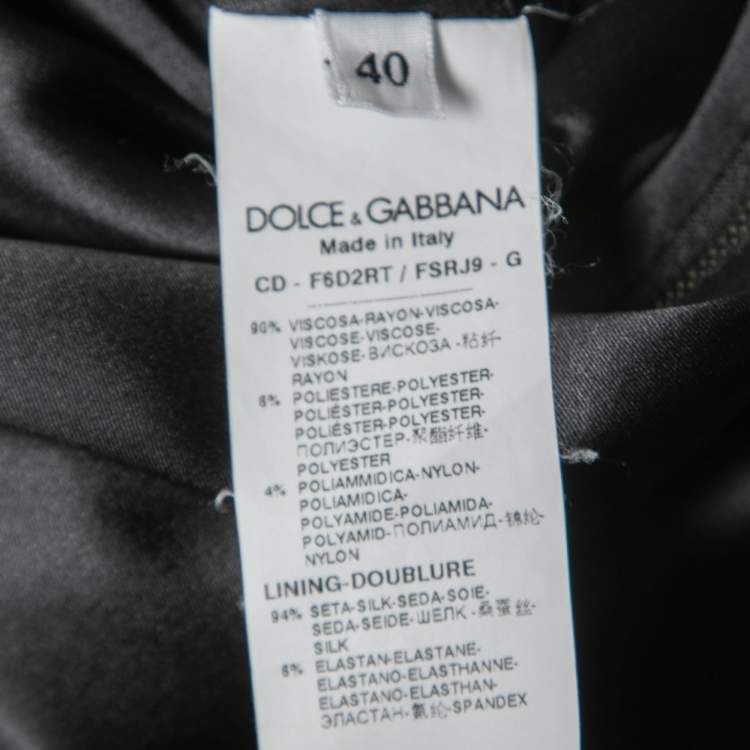 40
DOLCE & GABBANA
Made in Italy
CD - F6D2RT / FSRJ9 - G
90% VISCOSA-RAYON-VISCOSA-
VISCOSE-VISCOSE-
VISKOSE-ВИСКОЗА -粘纤-
RAYON
6% POLIESTERE-POLYESTER-
POLIÉSTER-POLYESTER-
POLIÉSTER-POLYESTER-
ПОЛИЭСТЕР-聚酯纤维-
POLYESTER
4% POLIAMMIDICA-NYLON-
POLIAMIDICA-
POLYAMIDE-POLIAMIDA-
POLYAMID-ПОЛИАМИД-锦纶-
NYLON
LINING-DOUBLURE
94% SETA-SILK-SEDA-SOIE-
SEDA-SEIDE-ШЕЛК -桑蚕丝-
SILK
6% ELASTAN-ELASTANE-
ELASTANO-ELASTHANNE-
ELASTANO-ELASTHAN-
ЭЛАСТАН-氨纶-SPANDEX